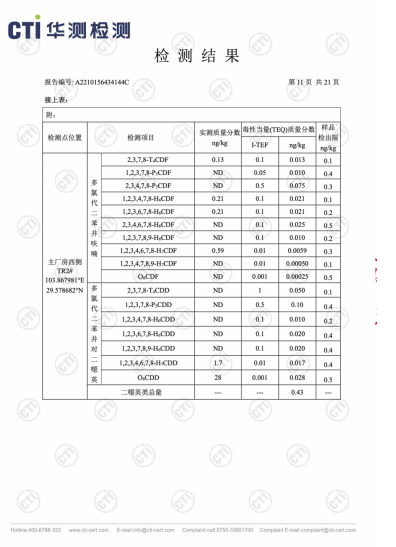 CTI 华测检测
检 测 结 果
报告编号: A2210156434144C 第 11 页 共 21 页
接上表:
附:
检测点位置 检测项目 实测质量分数 ng/kg 毒性当量(TEQ)质量分数 样品检出限 ng/kg
I-TEF ng/kg
主厂房西侧 TR2# 103.867981°E 29.578682°N
多氯代二苯并呋喃
2,3,7,8-T₄CDF 0.13 0.1 0.013 0.1
1,2,3,7,8-P₅CDF ND 0.05 0.010 0.4
2,3,4,7,8-P₅CDF ND 0.5 0.075 0.3
1,2,3,4,7,8-H₆CDF 0.21 0.1 0.021 0.1
1,2,3,6,7,8-H₆CDF 0.21 0.1 0.021 0.2
2,3,4,6,7,8-H₆CDF ND 0.1 0.025 0.5
1,2,3,7,8,9-H₆CDF ND 0.1 0.010 0.2
1,2,3,4,6,7,8-H₇CDF 0.59 0.01 0.0059 0.3
1,2,3,4,7,8,9-H₇CDF ND 0.01 0.00050 0.1
O₈CDF ND 0.001 0.00025 0.5
多氯代二苯并对二噁英
2,3,7,8-T₄CDD ND 1 0.050 0.1
1,2,3,7,8-P₅CDD ND 0.5 0.10 0.4
1,2,3,4,7,8-H₆CDD ND 0.1 0.010 0.2
1,2,3,6,7,8-H₆CDD ND 0.1 0.020 0.4
1,2,3,7,8,9-H₆CDD ND 0.1 0.020 0.4
1,2,3,4,6,7,8-H₇CDD 1.7 0.01 0.017 0.4
O₈CDD 28 0.001 0.028 0.5
二噁英类总量 --- --- 0.43 ---
Hotline:400-6788-333 www.cti-cert.com E-mail:info@cti-cert.com Complaint call:0755-33681700 Complaint E-mail:complaint@cti-cert.com